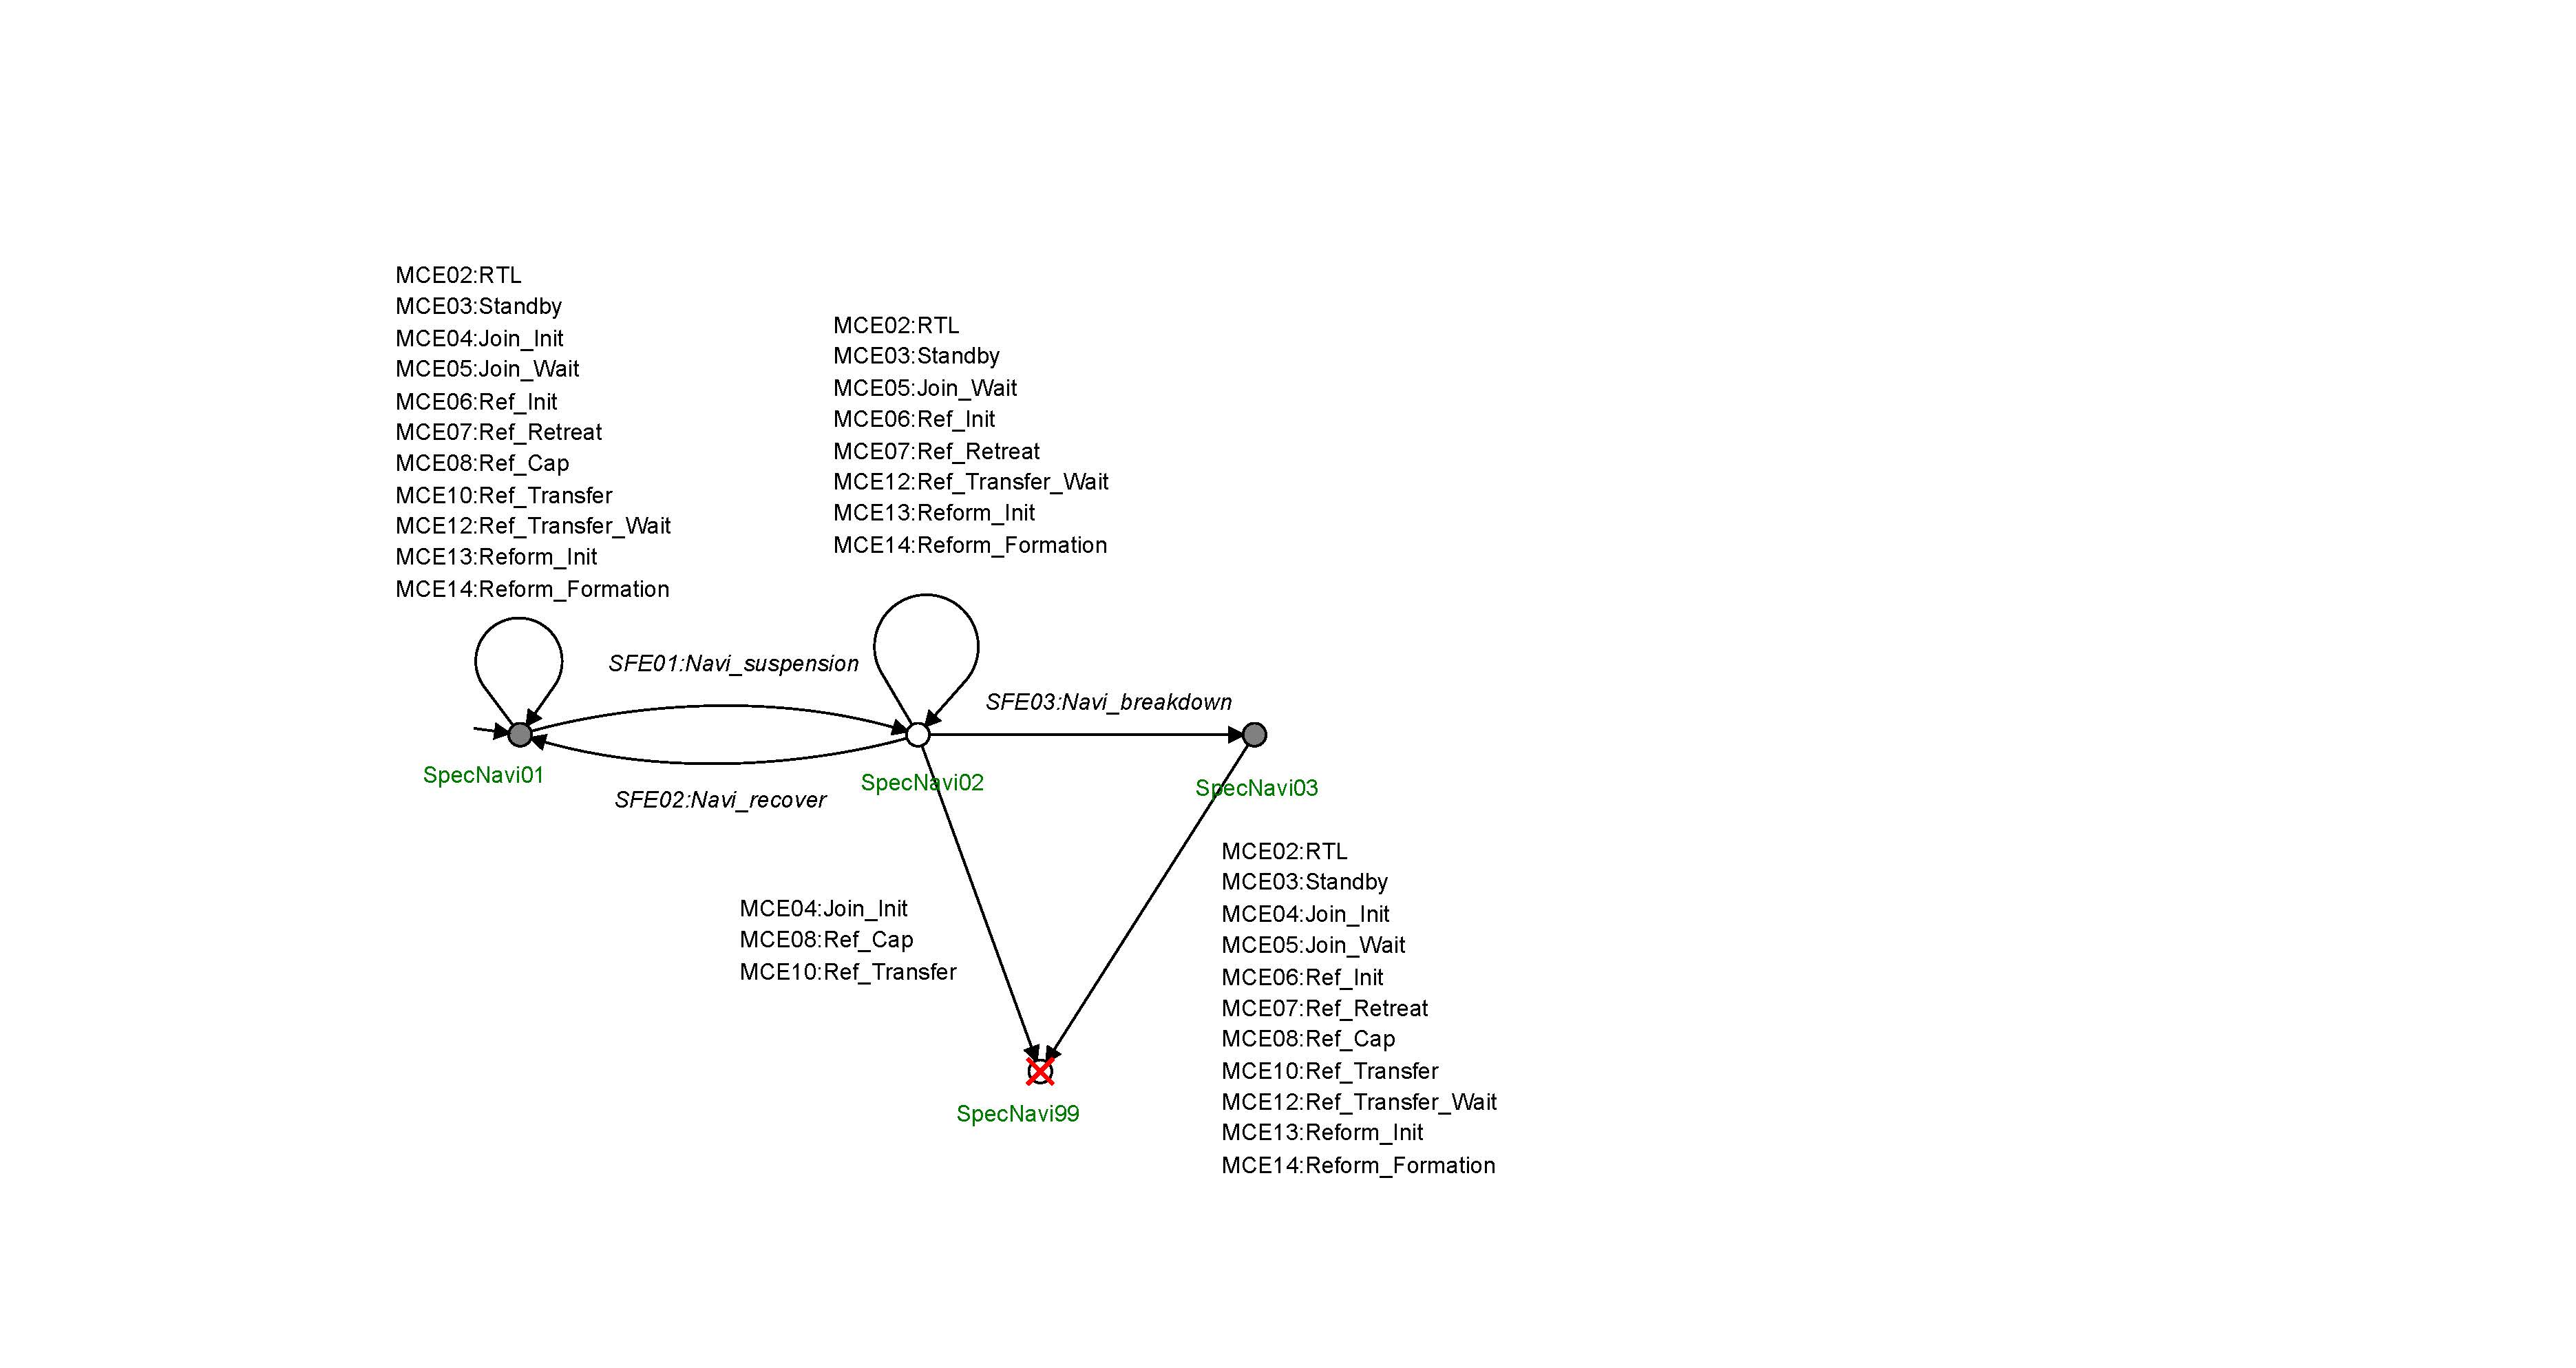 MCE02:RTL
MCE03:Standby
MCE04:Join_Init
MCE05:Join_Wait
MCE06:Ref_Init
MCE07:Ref_Retreat
MCE08:Ref_Cap
MCE10:Ref_Transfer
MCE12:Ref_Transfer_Wait
MCE13:Reform_Init
MCE14:Reform_Formation
MCE02:RTL
MCE03:Standby
MCE05:Join_Wait
MCE06:Ref_Init
MCE07:Ref_Retreat
MCE12:Ref_Transfer_Wait
MCE13:Reform_Init
MCE14:Reform_Formation
SFE01:Navi_suspension
SFE03:Navi_breakdown
SpecNavi01
SpecNavi02
SpecNavi03
SFE02:Navi_recover
MCE04:Join_Init
MCE08:Ref_Cap
MCE10:Ref_Transfer
MCE02:RTL
MCE03:Standby
MCE04:Join_Init
MCE05:Join_Wait
MCE06:Ref_Init
MCE07:Ref_Retreat
MCE08:Ref_Cap
MCE10:Ref_Transfer
MCE12:Ref_Transfer_Wait
MCE13:Reform_Init
MCE14:Reform_Formation
SpecNavi99